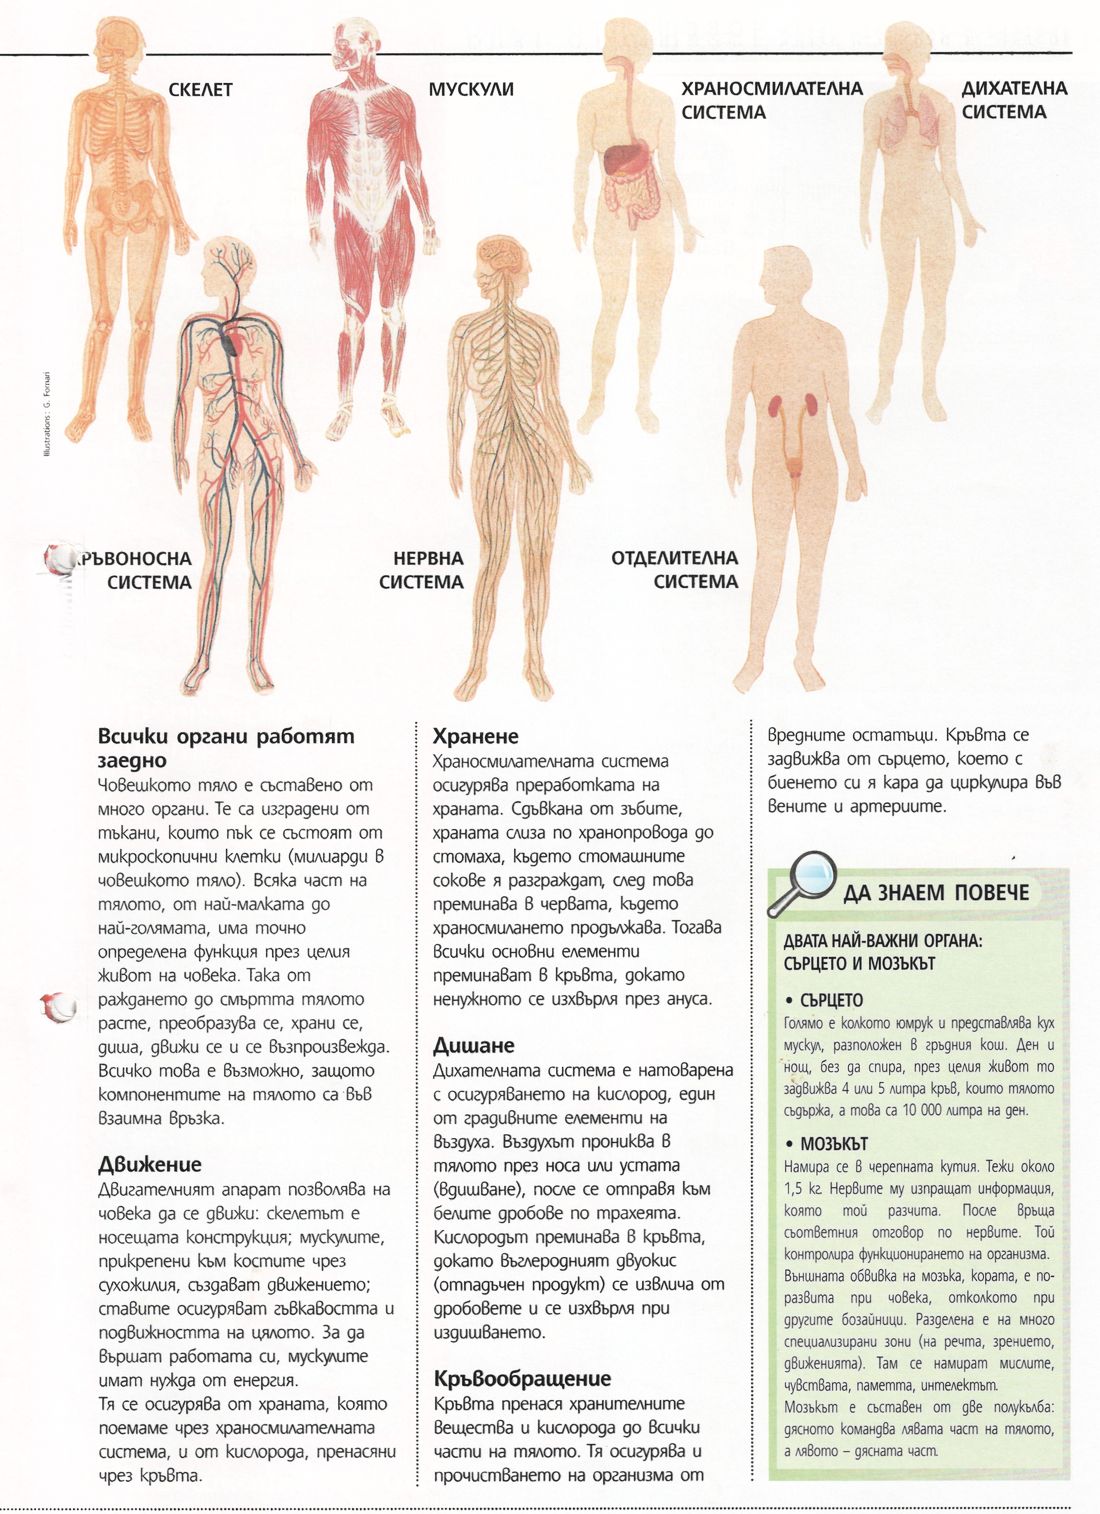 СКЕЛЕТ
МУСКУЛИ
ХРАНОСМИЛАТЕЛНА
СИСТЕМА
ДИХАТЕЛНА
СИСТЕМА
Illustrations: G. Fornari
КРЪВОНОСНА
СИСТЕМА
НЕРВНА
СИСТЕМА
ОТДЕЛИТЕЛНА
СИСТЕМА
Всички органи работят
заедно
Човешкото тяло е съставено от
много органи. Те са изградени от
тъкани, които пък се състоят от
микроскопични клетки (милиарди в
човешкото тяло). Всяка част на
тялото, от най-малката до
най-голямата, има точно
определена функция през целия
живот на човека. Така от
раждането до смъртта тялото
расте, преобразува се, храни се,
диша, движи се и се възпроизвежда.
Всичко това е възможно, защото
компонентите на тялото са във
взаимна връзка.
Движение
Двигателният апарат позволява на
човека да се движи: скелетът е
носещата конструкция; мускулите,
прикрепени към костите чрез
сухожилия, създават движението;
ставите осигуряват гъвкавостта и
подвижността на цялото. За да
вършат работата си, мускулите
имат нужда от енергия.
Тя се осигурява от храната, която
поемаме чрез храносмилателната
система, и от кислорода, пренасяни
чрез кръвта.
Хранене
Храносмилателната система
осигурява преработката на
храната. Сдъвкана от зъбите,
храната слиза по хранопровода до
стомаха, където стомашните
сокове я разграждат, след това
преминава в червата, където
храносмилането продължава. Тогава
всички основни елементи
преминават в кръвта, докато
ненужното се изхвърля през ануса.
Дишане
Дихателната система е натоварена
с осигуряването на кислород, един
от градивните елементи на
въздуха. Въздухът прониква в
тялото през носа или устата
(вдишване), после се отправя към
белите дробове по трахеята.
Кислородът преминава в кръвта,
докато въглеродният двуокис
(отпадъчен продукт) се извлича от
дробовете и се изхвърля при
издишването.
Кръвообращение
Кръвта пренася хранителните
вещества и кислорода до всички
части на тялото. Тя осигурява и
прочистването на организма от
вредните остатъци. Кръвта се
задвижва от сърцето, което с
биенето си я кара да циркулира във
вените и артериите.
ДА ЗНАЕМ ПОВЕЧЕ
ДВАТА НАЙ-ВАЖНИ ОРГАНА:
СЪРЦЕТО И МОЗЪКЪТ
• СЪРЦЕТО
Голямо е колкото юмрук и представлява кух
мускул, разположен в гръдния кош. Ден и
нощ, без да спира, през целия живот то
задвижва 4 или 5 литра кръв, които тялото
съдържа, а това са 10 000 литра на ден.
• МОЗЪКЪТ
Намира се в черепната кутия. Тежи около
1,5 кг. Нервите му изпращат информация,
която той разчита. После връща
съответния отговор по нервите. Той
контролира функционирането на организма.
Външната обвивка на мозъка, кората, е по-
развита при човека, отколкото при
другите бозайници. Разделена е на много
специализирани зони (на речта, зрението,
движенията). Там се намират мислите,
чувствата, паметта, интелектът.
Мозъкът е съставен от две полукълба:
дясното командва лявата част на тялото,
а лявото – дясната част.